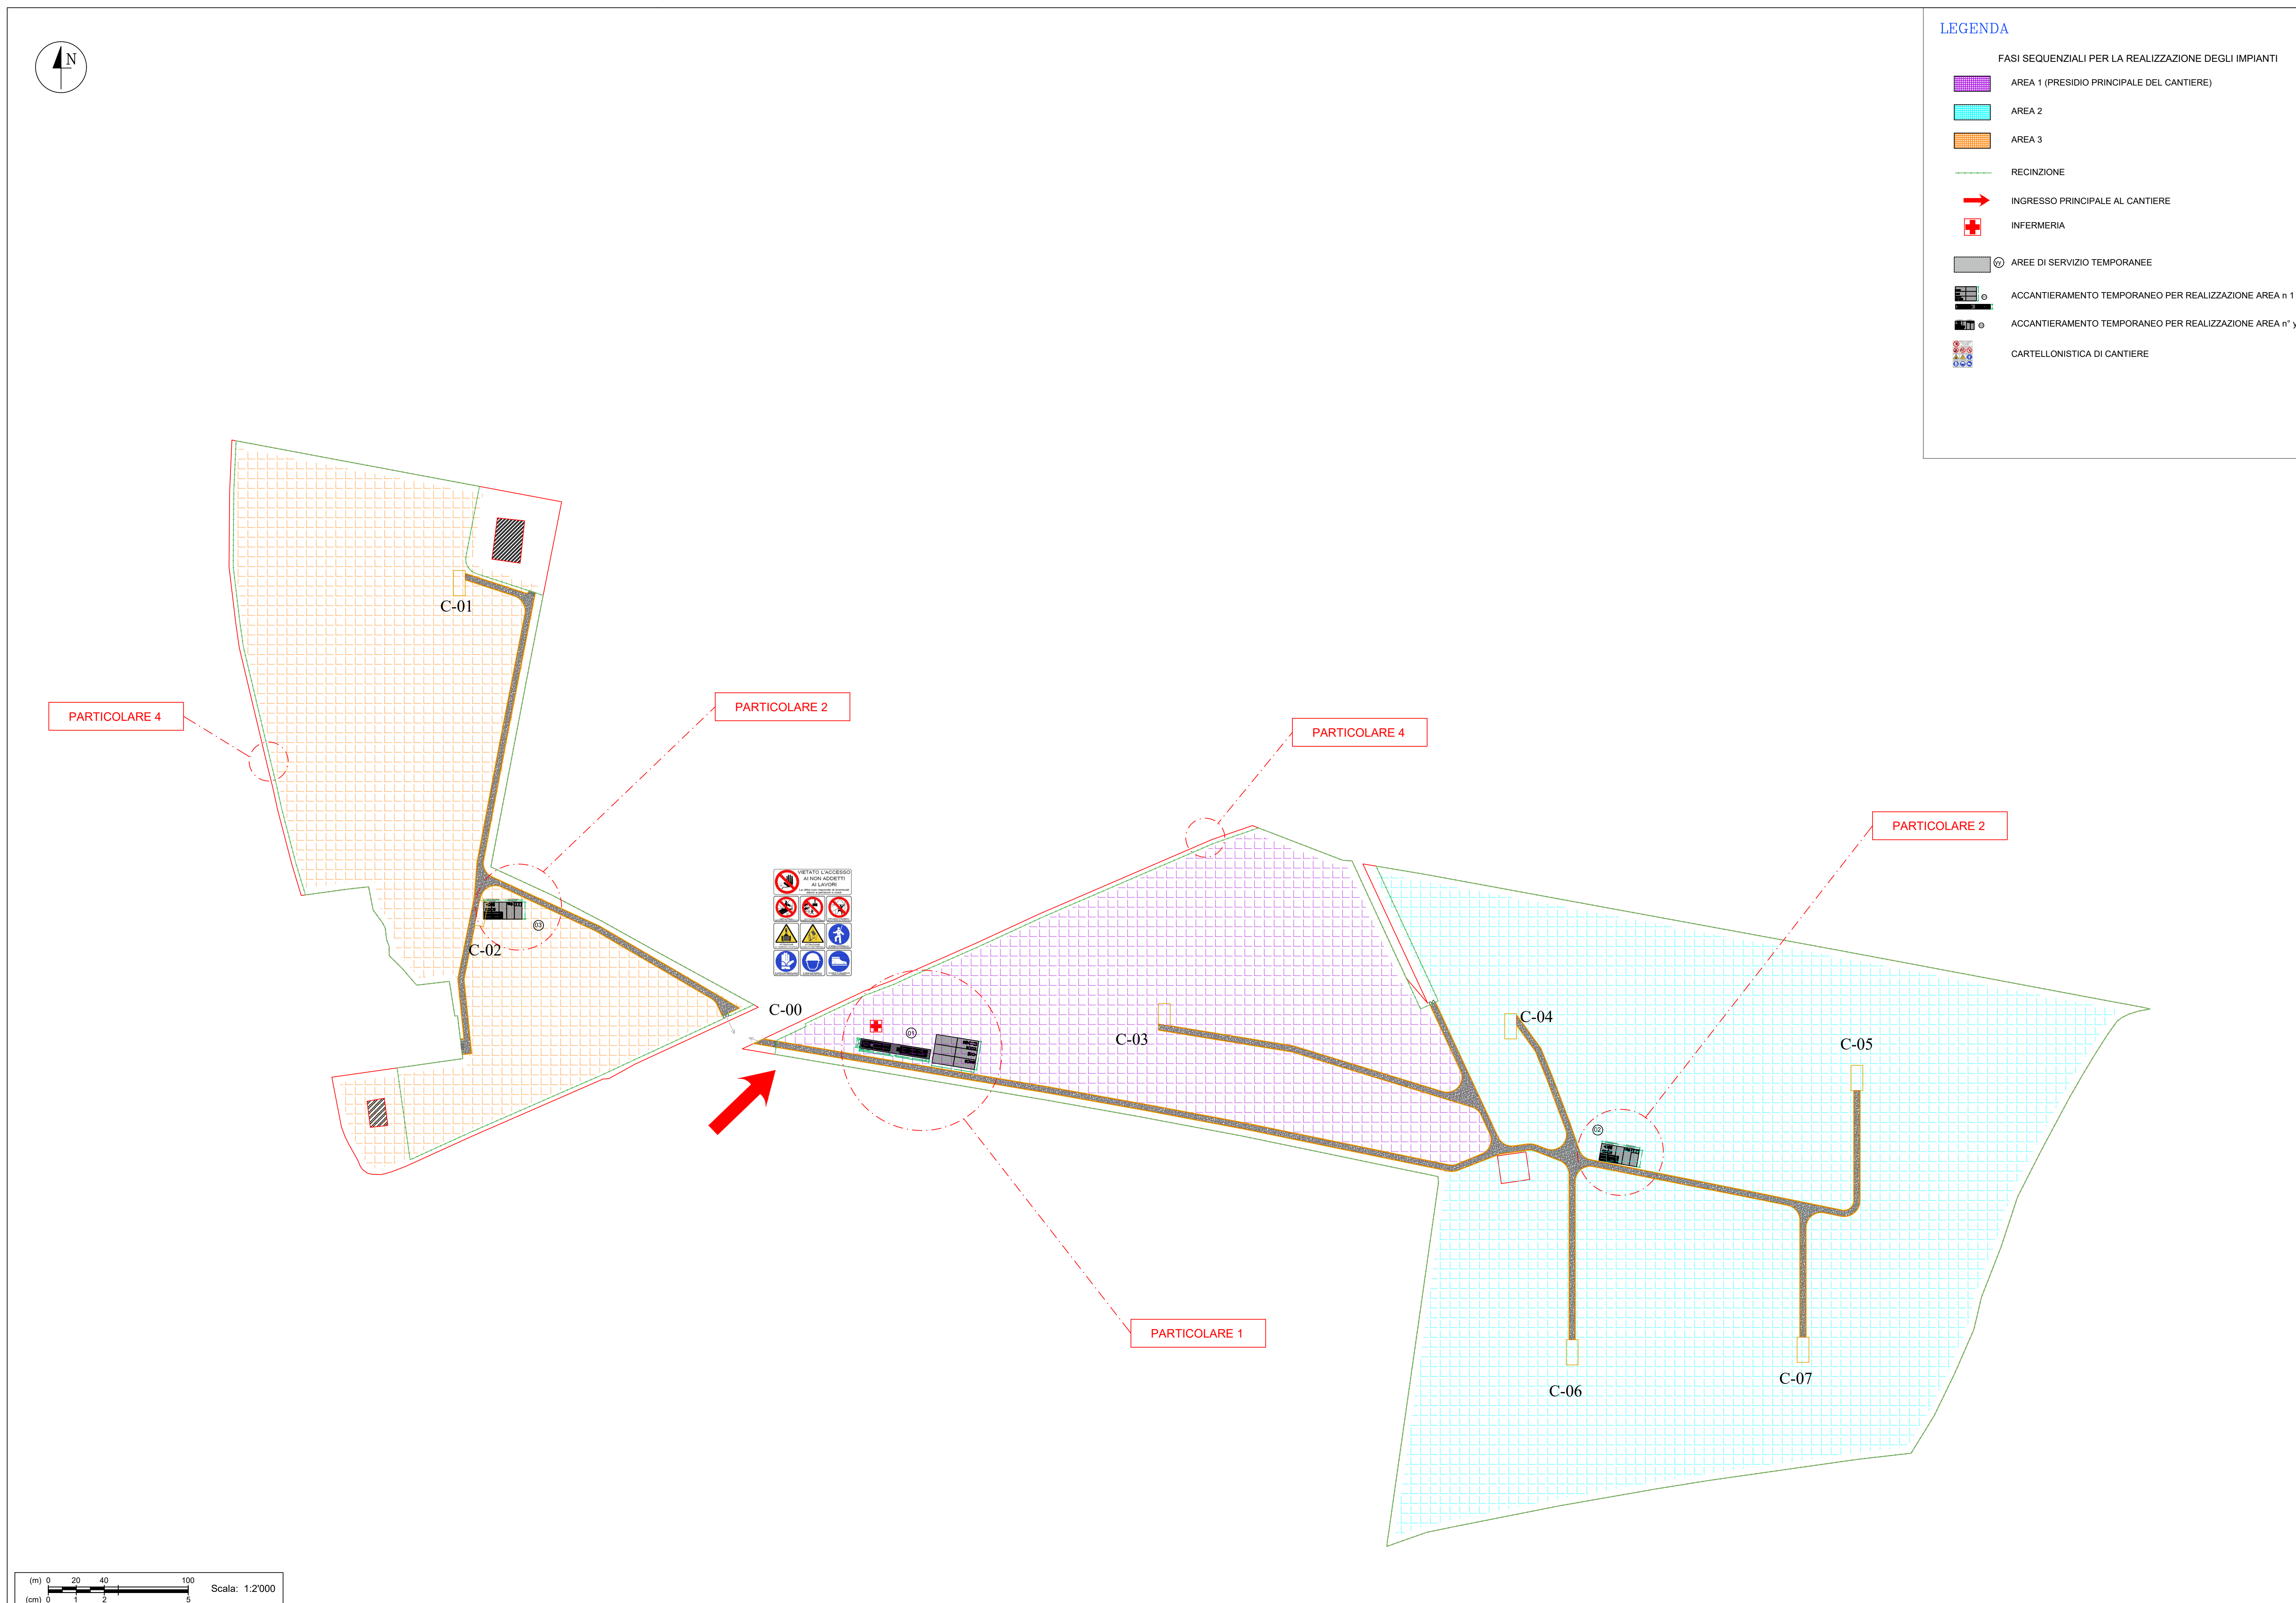 N
LEGENDA
FASI SEQUENZIALI PER LA REALIZZAZIONE DEGLI IMPIANTI
AREA 1 (PRESIDIO PRINCIPALE DEL CANTIERE)
AREA 2
AREA 3
RECINZIONE
INGRESSO PRINCIPALE AL CANTIERE
INFERMERIA
yy
AREE DI SERVIZIO TEMPORANEE
ACCANTIERAMENTO TEMPORANEO PER REALIZZAZIONE AREA n 1
ACCANTIERAMENTO TEMPORANEO PER REALIZZAZIONE AREA n° y
CARTELLONISTICA DI CANTIERE
C-01
PARTICOLARE 4
PARTICOLARE 2
PARTICOLARE 4
PARTICOLARE 2
VIETATO L'ACCESSO
AI NON ADDETTI
AI LAVORI
03
C-02
C-00
01
C-03
C-04
C-05
02
PARTICOLARE 1
C-06
C-07
(m) 0 20 40 100
Scala: 1:2'000
(cm) 0 1 2 5